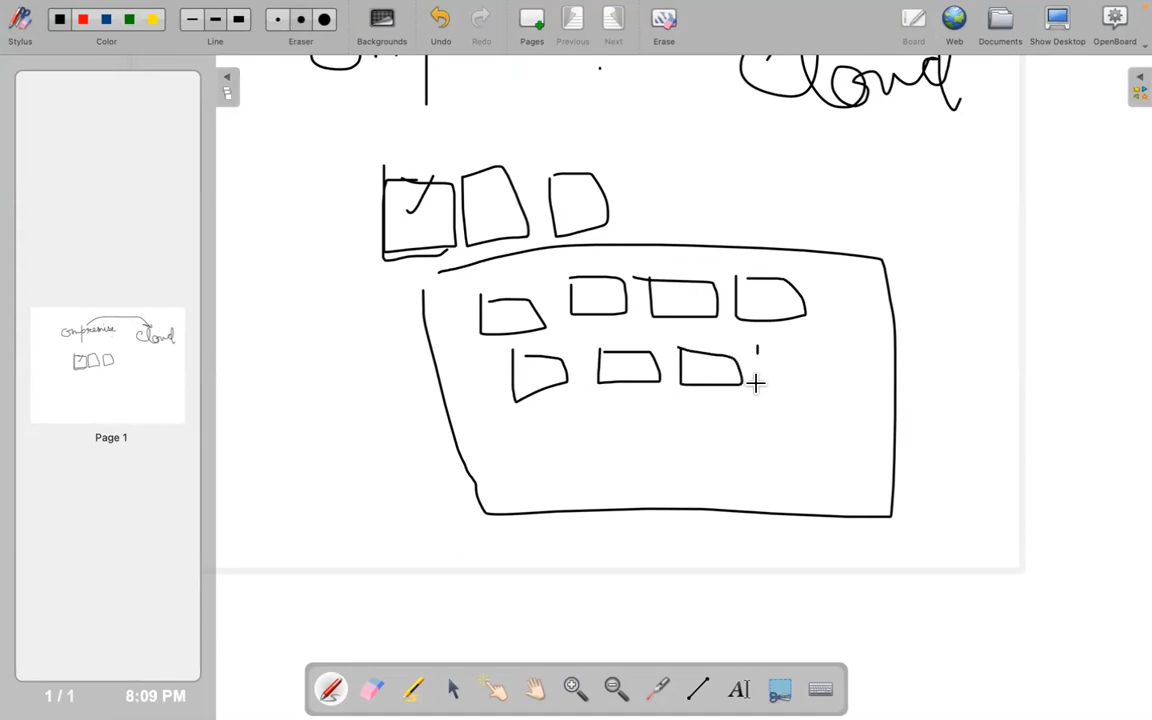 Stylus
Color
Line
Eraser
Backgrounds
Undo
Redo
Pages
Previous
Next
Erase
Board
Web
Documents
Show Desktop
OpenBoard
Cloud
Cloud
Page 1
1 / 1
8:09 PM